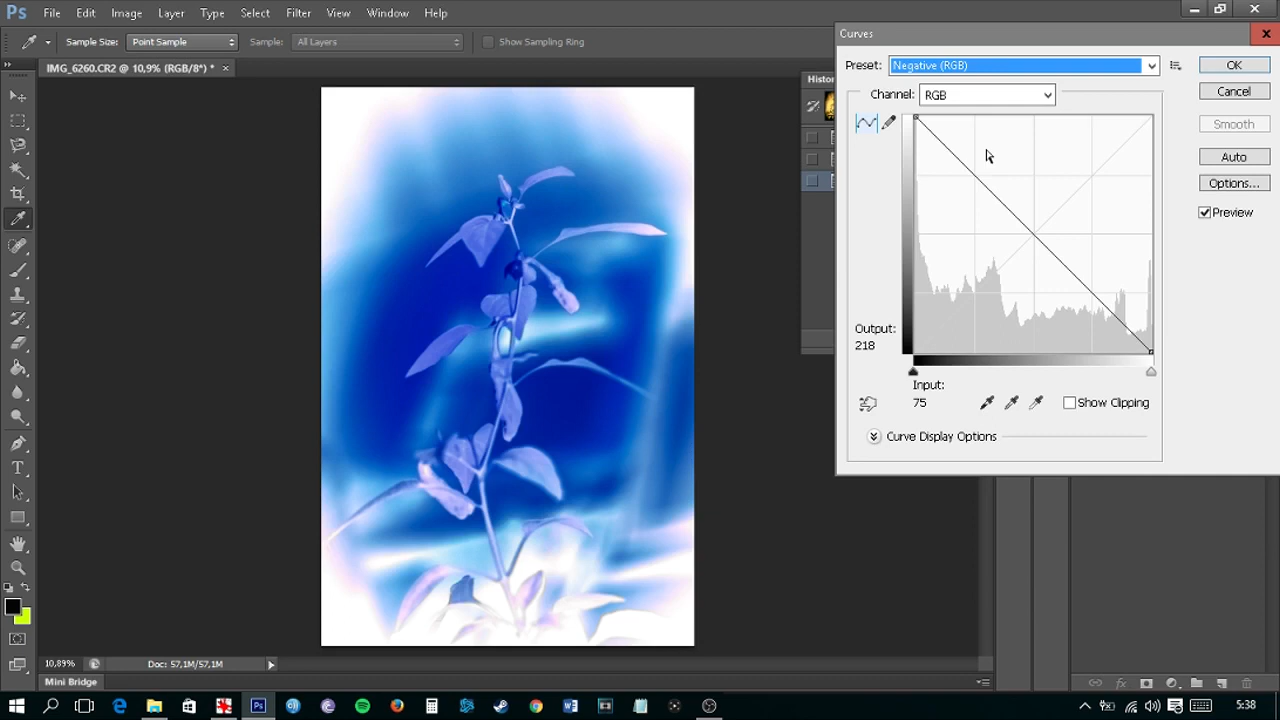 Ps File Edit Image Layer Type Select Filter View Window Help
Sample Size: Point Sample Sample: All Layers Show Sampling Ring
IMG_6260.CR2 @ 10,9% (RGB/8*) * ×
Histo
Curves
Preset: Negative (RGB) OK
Channel: RGB Cancel
Smooth
Auto
Options...
Preview
Output:
218
Input:
75
Show Clipping
Curve Display Options
10,89% Doc: 57,1M/57,1M
Mini Bridge
5:38